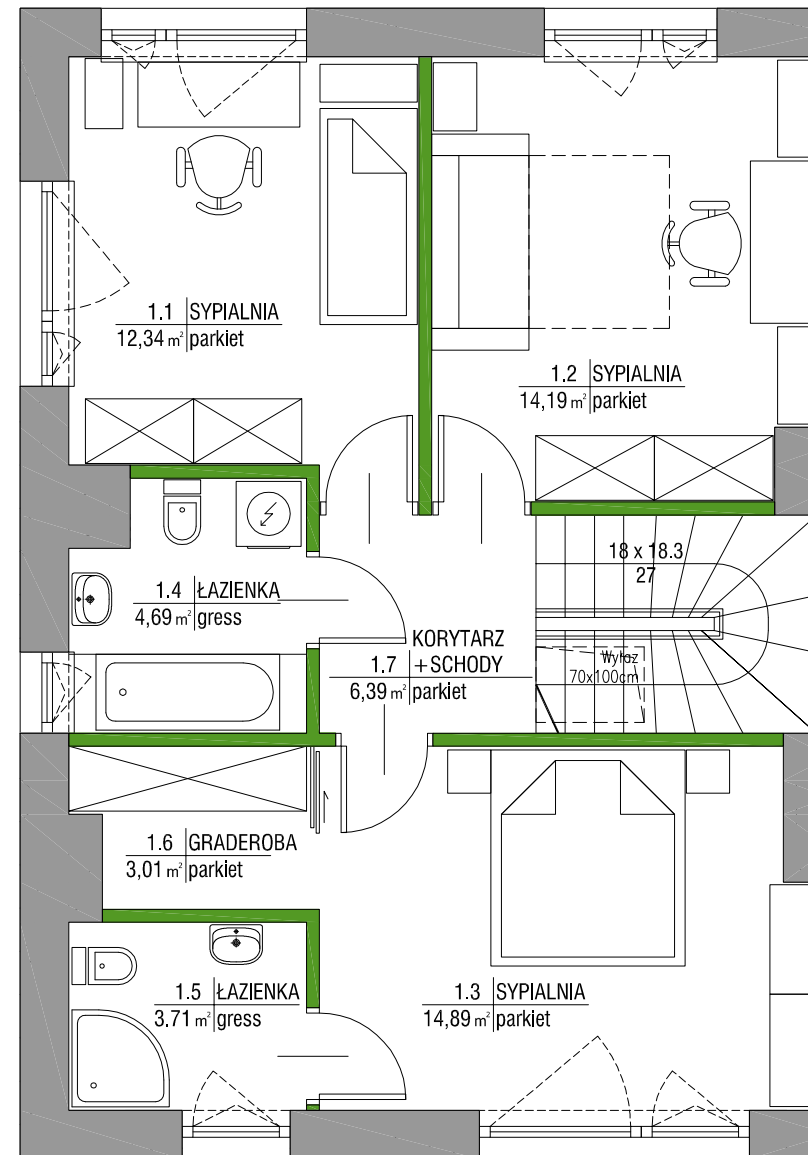 1.1 SYPIALNIA
12,34 m² parkiet
1.2 SYPIALNIA
14,19 m² parkiet
18 x 18.3
27
1.4 ŁAZIENKA
4,69 m² gress
KORYTARZ
1.7 +SCHODY
6,39 m² parkiet
Wyłaz
70x100cm
1.6 GRADEROBA
3,01 m² parkiet
1.5 ŁAZIENKA
3.71 m² gress
1.3 SYPIALNIA
14,89 m² parkiet